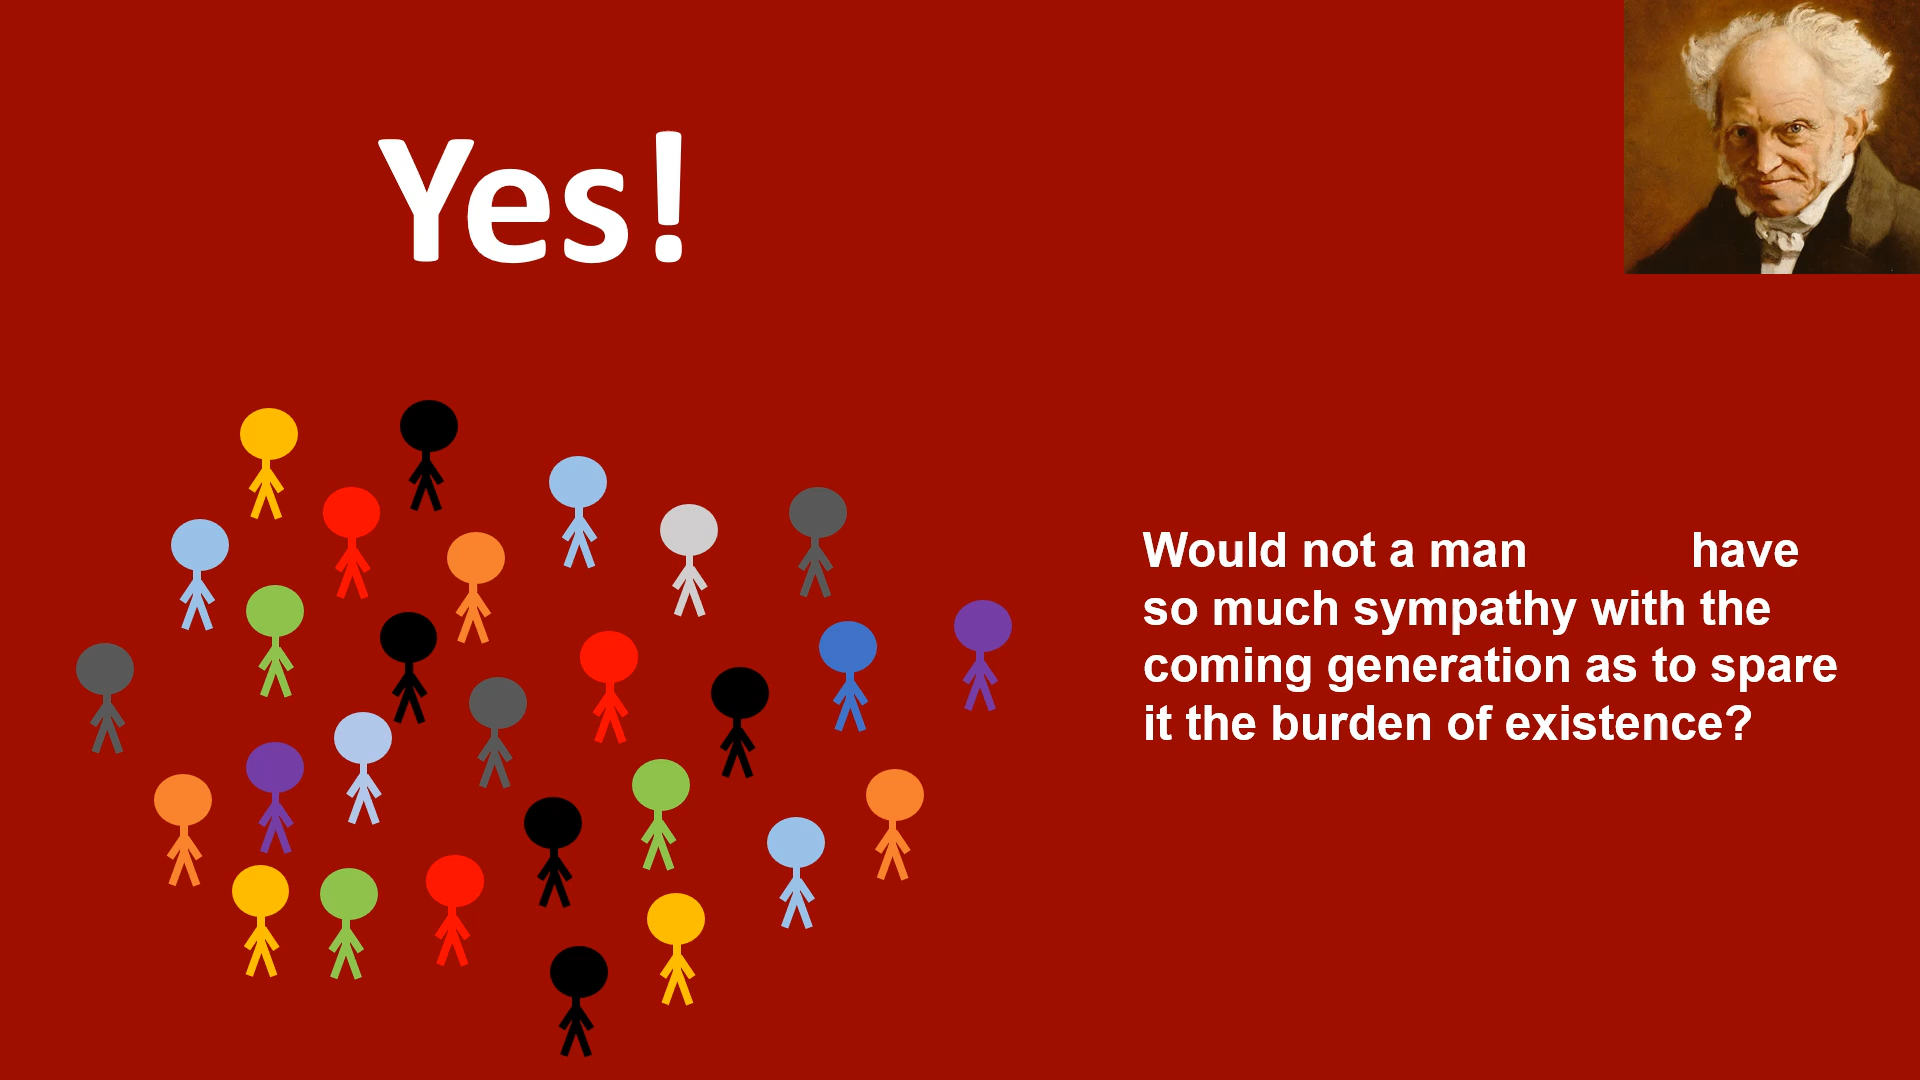 Yes!
Would not a man have
so much sympathy with the
coming generation as to spare
it the burden of existence?